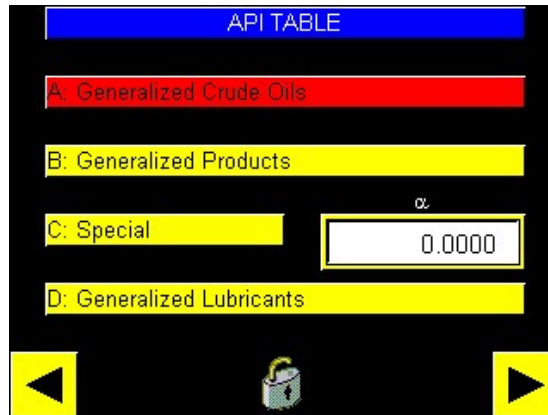 API TABLE
A: Generalized Crude Oils
B: Generalized Products
α
C: Special
0.0000
D: Generalized Lubricants